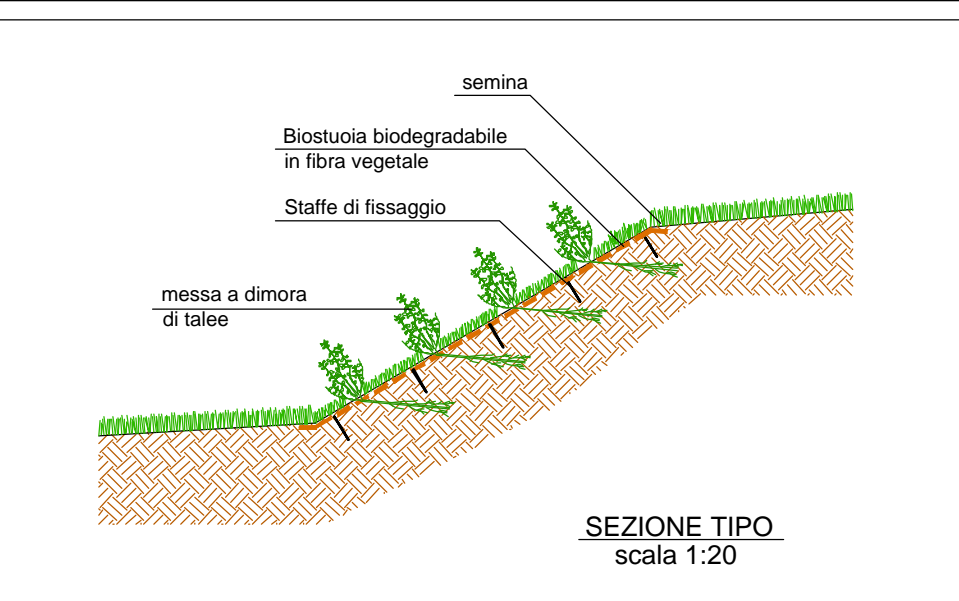 semina
Biostuoia biodegradabile
in fibra vegetale
Staffe di fissaggio
messa a dimora
di talee
SEZIONE TIPO
scala 1:20